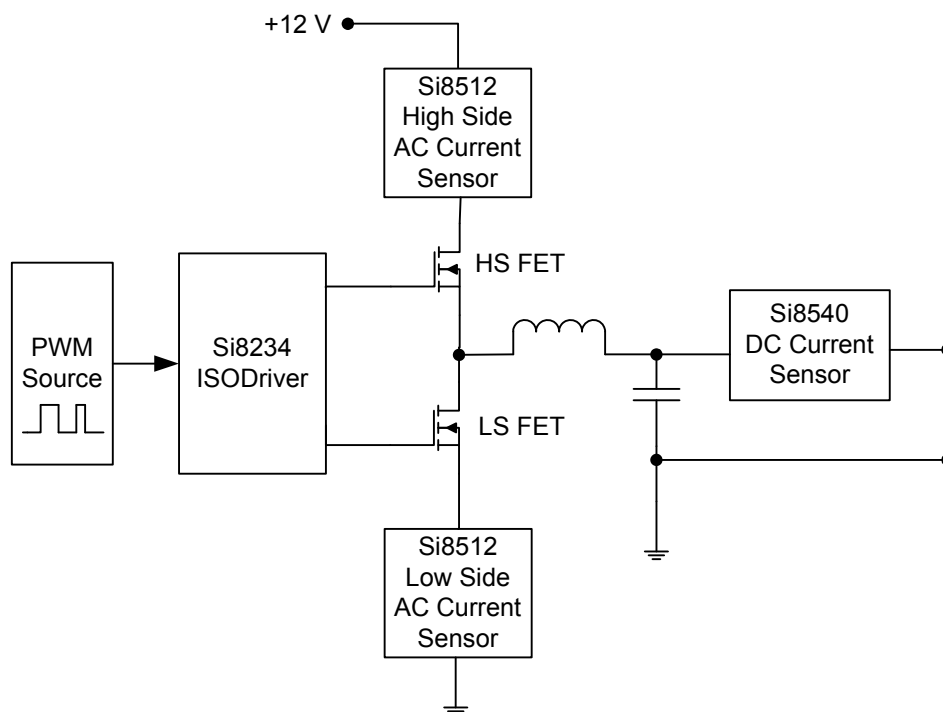 +12 V
Si8512
High Side
AC Current
Sensor
HS FET
PWM
Source
Si8234
ISODriver
Si8540
DC Current
Sensor
LS FET
Si8512
Low Side
AC Current
Sensor